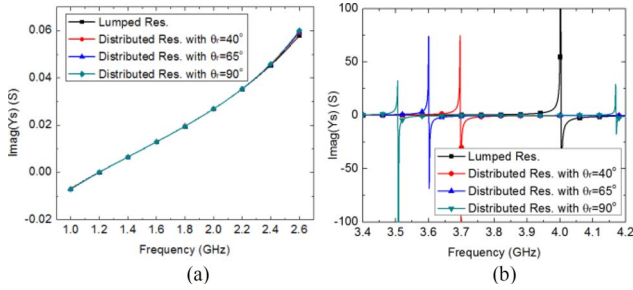 (a)
Imag(Ys) (S)
0.06
0.04
0.02
0.00
-0.02
Lumped Res.
Distributed Res. with θr=40°
Distributed Res. with θr=65°
Distributed Res. with θr=90°
1.0 1.2 1.4 1.6 1.8 2.0 2.2 2.4 2.6
Frequency (GHz)
(a)
(b)
Imag(Ys) (S)
100
50
0
-50
-100
Lumped Res.
Distributed Res. with θr=40°
Distributed Res. with θr=65°
Distributed Res. with θr=90°
3.4 3.5 3.6 3.7 3.8 3.9 4.0 4.1 4.2
Frequency (GHz)
(b)